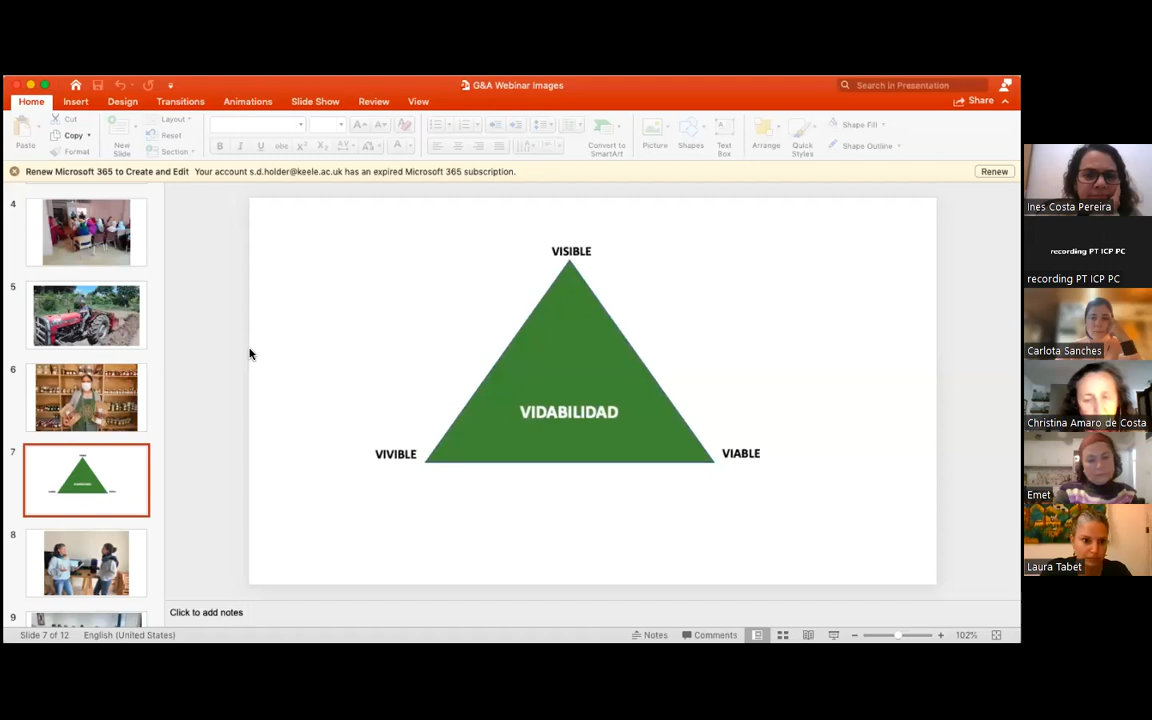 G&A Webinar Images
Search in Presentation
Home Insert Design Transitions Animations Slide Show Review View
Share
Paste
Cut
Copy
Format
New Slide
Layout
Reset
Section
B I U abc X² X₂ AV Aa A
Convert to SmartArt
Picture
Shapes
Text Box
Arrange
Quick Styles
Shape Fill
Shape Outline
Renew Microsoft 365 to Create and Edit Your account s.d.holder@keele.ac.uk has an expired Microsoft 365 subscription.
Renew
4
5
6
7
8
9
VISIBLE
VIDABILIDAD
VIVIBLE
VIABLE
Click to add notes
Slide 7 of 12 English (United States)
Notes Comments
102%
Ines Costa Pereira
recording PT ICP PC
recording PT ICP PC
Carlota Sanches
Christina Amaro de Costa
Emet
Laura Tabet